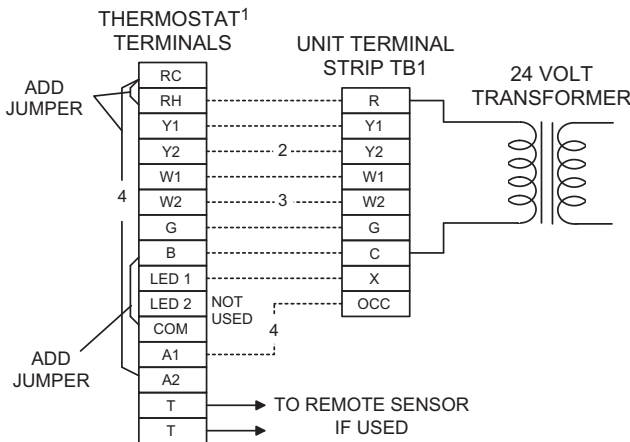 THERMOSTAT1
TERMINALS
UNIT TERMINAL
STRIP TB1
24 VOLT
TRANSFORMER
ADD
JUMPER
RC
RH
Y1
Y2
W1
W2
G
B
LED 1
LED 2
COM
A1
A2
T
T
4
2
3
NOT
USED
4
R
Y1
Y2
W1
W2
G
C
X
OCC
ADD
JUMPER
TO REMOTE SENSOR
IF USED